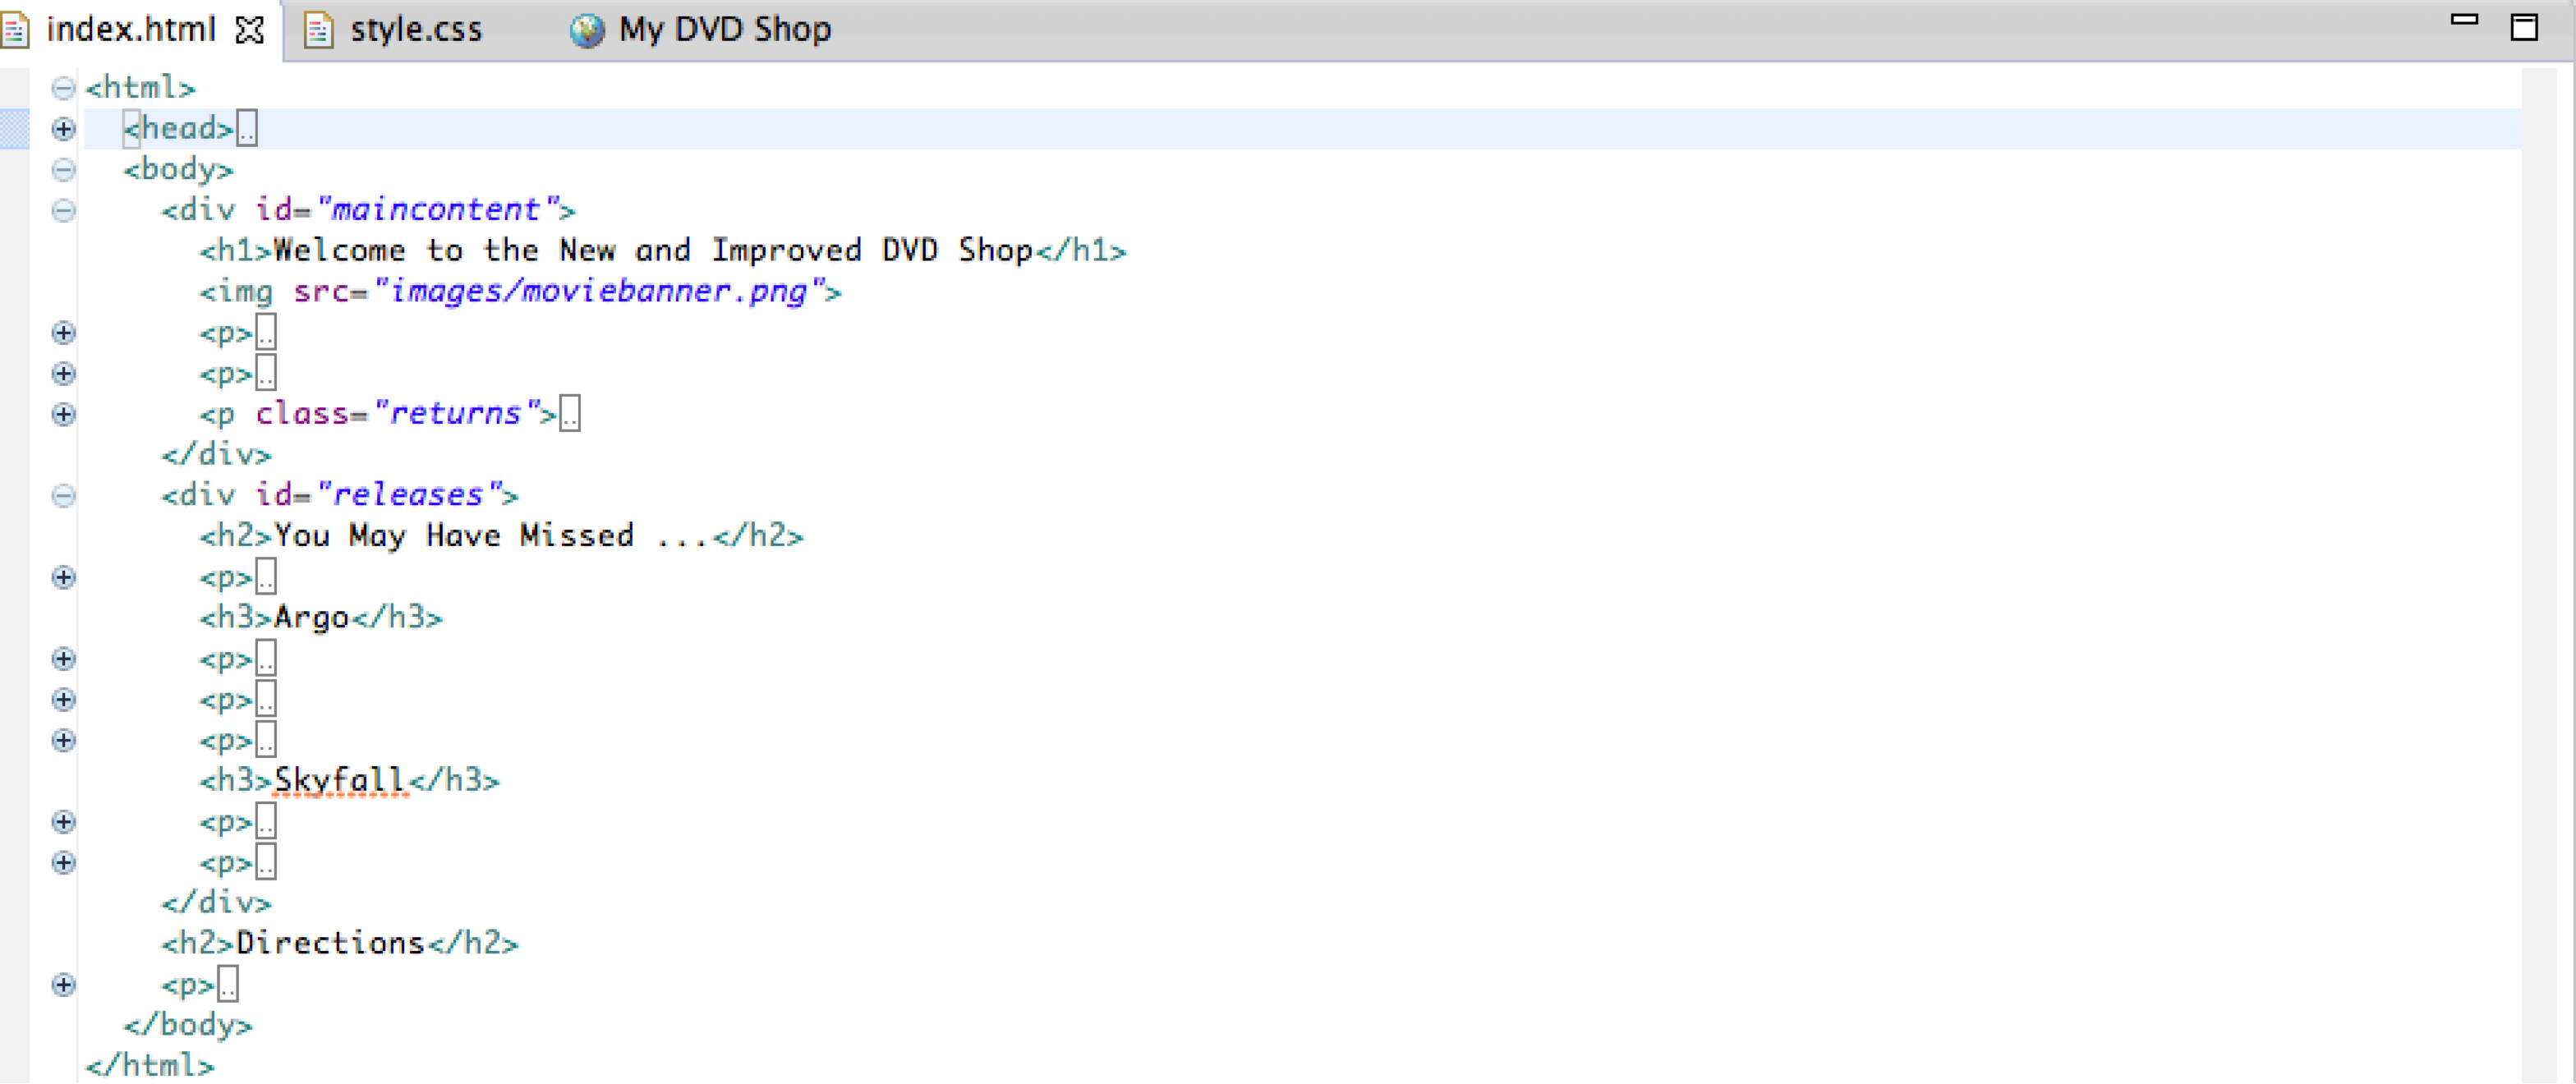 index.html style.css My DVD Shop
<html>
<head>..
<body>
<div id="maincontent">
<h1>Welcome to the New and Improved DVD Shop</h1>
<img src="images/moviebanner.png">
<p>..
<p>..
<p class="returns">..
</div>
<div id="releases">
<h2>You May Have Missed ...</h2>
<p>..
<h3>Argo</h3>
<p>..
<p>..
<p>..
<h3>Skyfall</h3>
<p>..
<p>..
</div>
<h2>Directions</h2>
<p>..
</body>
</html>